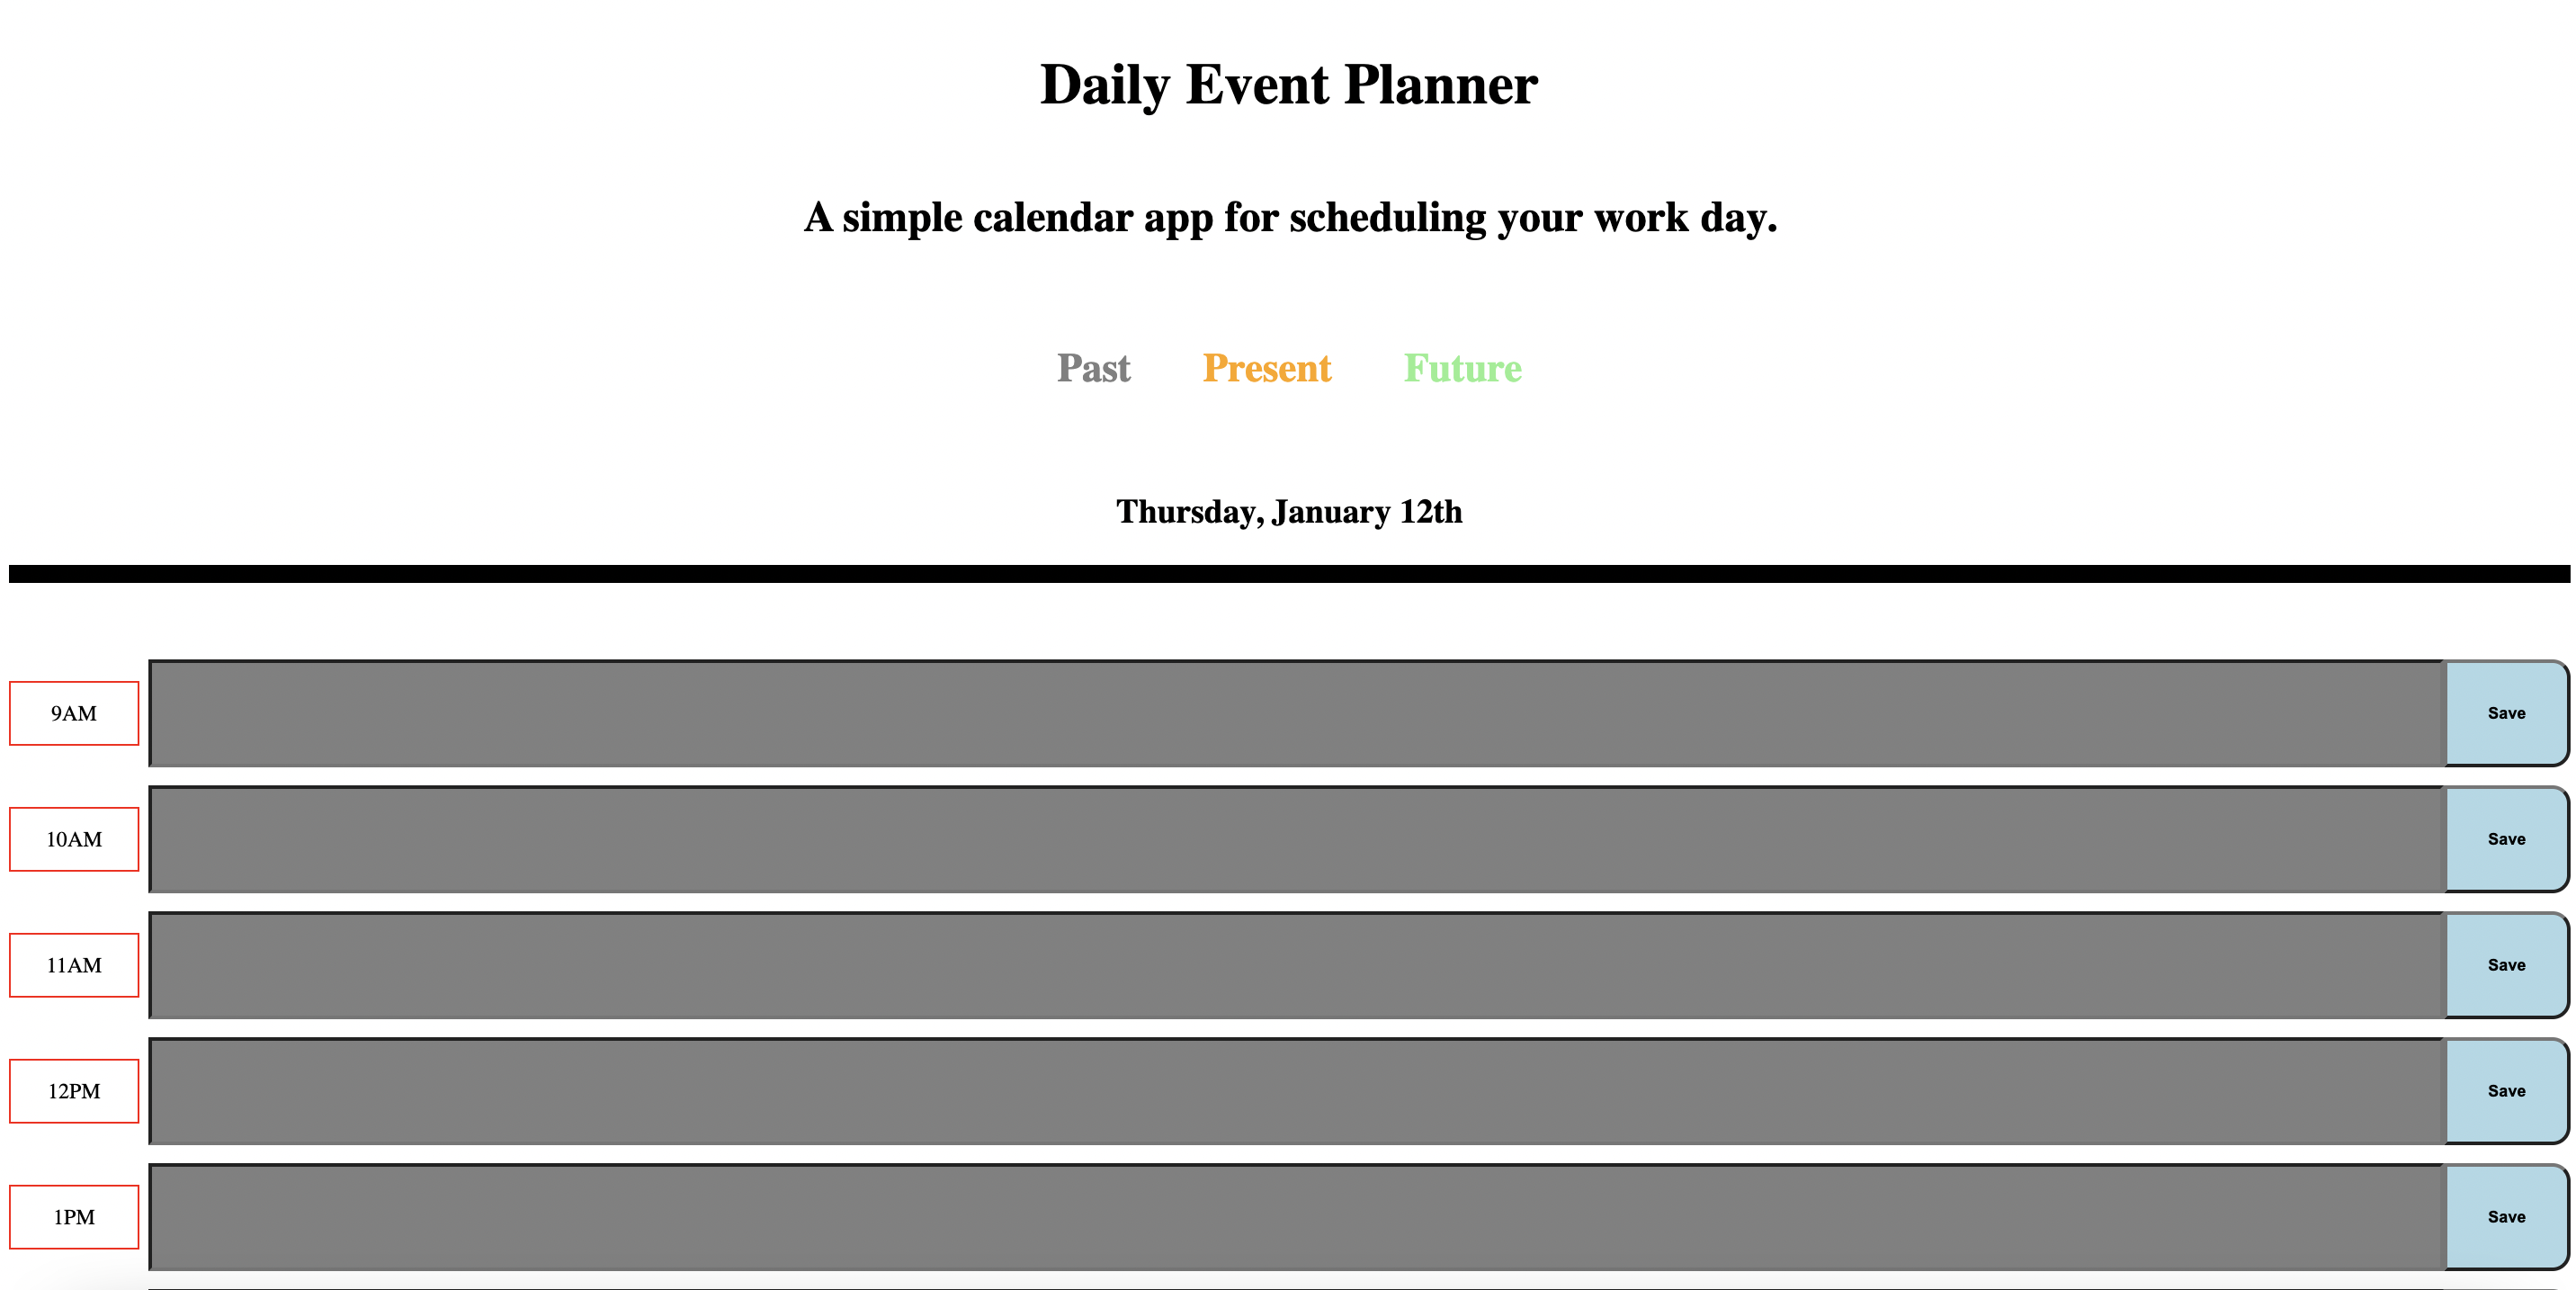 Daily Event Planner
A simple calendar app for scheduling your work day.
Past Present Future
Thursday, January 12th
9AM Save
10AM Save
11AM Save
12PM Save
1PM Save